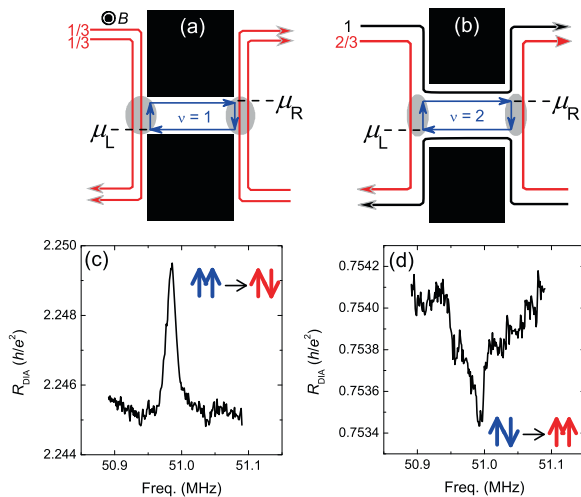 B
(a)
1/3
1/3
μL
ν = 1
μR
(b)
1
2/3
μL
ν = 2
μR
(c)
2.250
2.248
2.246
2.244
RDIA (h/e²)
50.9 51.0 51.1
Freq. (MHz)
(d)
0.7542
0.7540
0.7538
0.7536
0.7534
RDIA (h/e²)
50.9 51.0 51.1
Freq. (MHz)